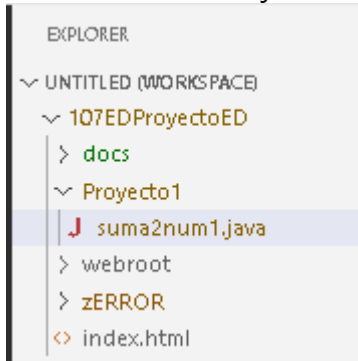 EXPLORER
UNTITLED (WORKSPACE)
107EDProyectoED
docs
Proyecto1
J suma2num1.java
webroot
zERROR
<> index.html